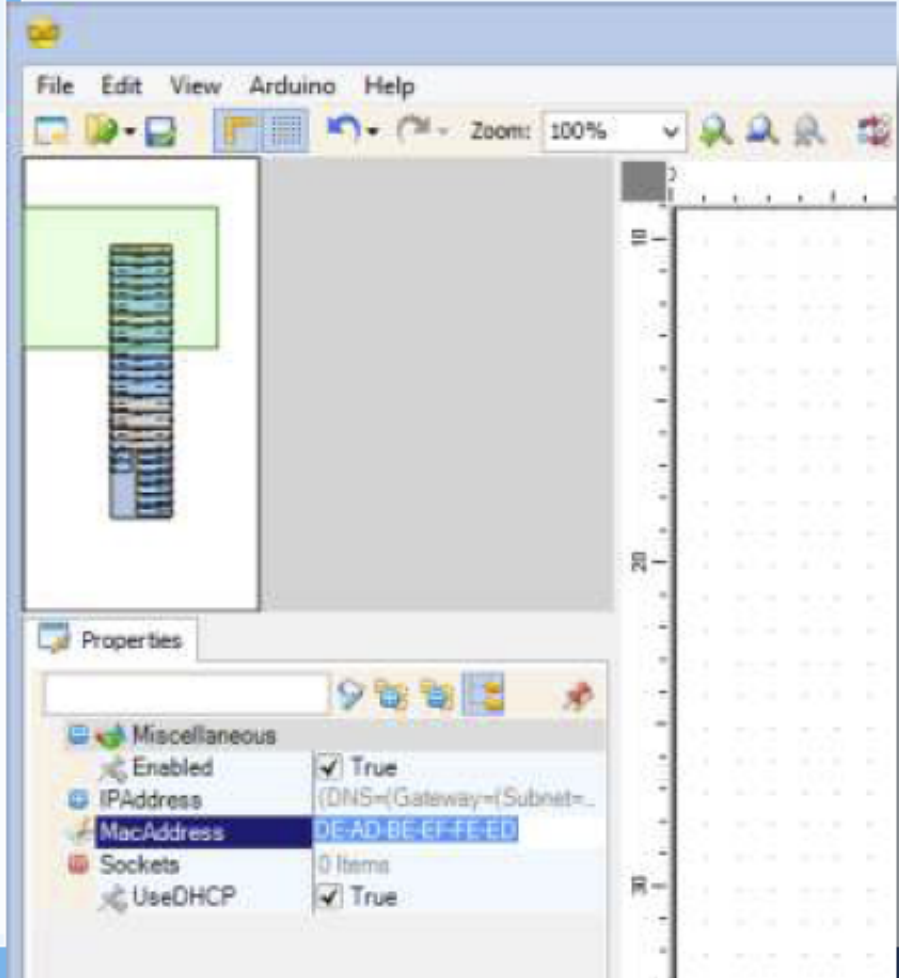 File Edit View Arduino Help
Zoom: 100%
10
20
30
Properties
Miscellaneous
Enabled True
IPAddress (DNS=(Gateway=(Subnet=...
MacAddress DE-AD-BE-EF-FE-ED
Sockets 0 Items
UseDHCP True